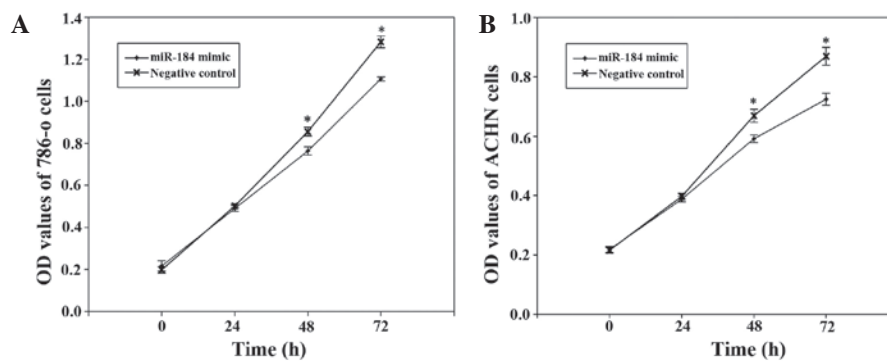 A
OD values of 786-o cells
1.4
1.2
1.0
0.8
0.6
0.4
0.2
0.0
miR-184 mimic
Negative control
*
*
0 24 48 72
Time (h)
B
OD values of ACHN cells
1.0
0.8
0.6
0.4
0.2
0.0
miR-184 mimic
Negative control
*
*
0 24 48 72
Time (h)